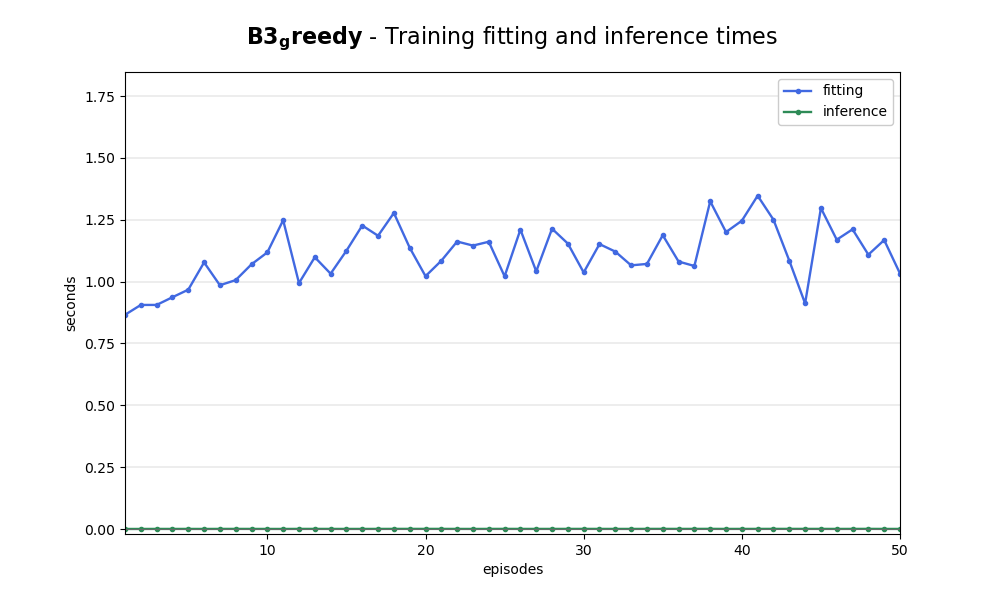 B3greedy - Training fitting and inference times
fitting
inference
1.75
1.50
1.25
1.00
0.75
0.50
0.25
0.00
seconds
10 20 30 40 50
episodes